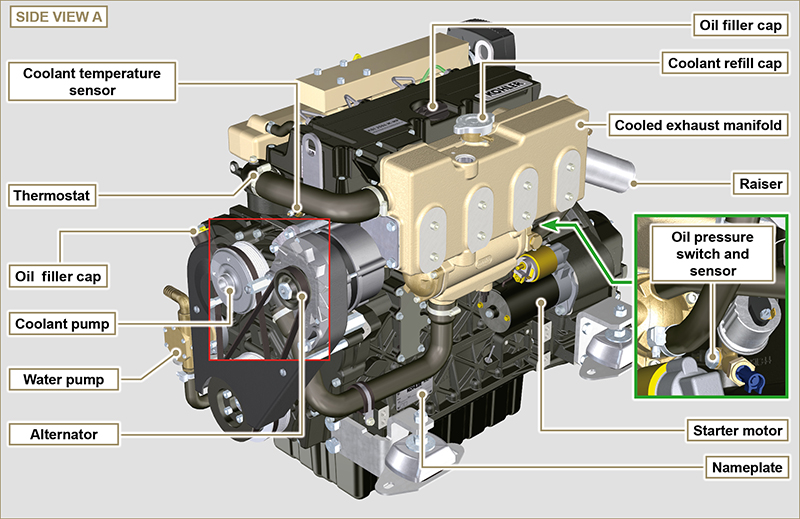 SIDE VIEW A
Oil filler cap
Coolant refill cap
Coolant temperature
sensor
Cooled exhaust manifold
Thermostat
Raiser
Oil pressure
switch and
sensor
Oil  filler cap
Coolant pump
Water pump
Alternator
Starter motor
Nameplate
KOHLER